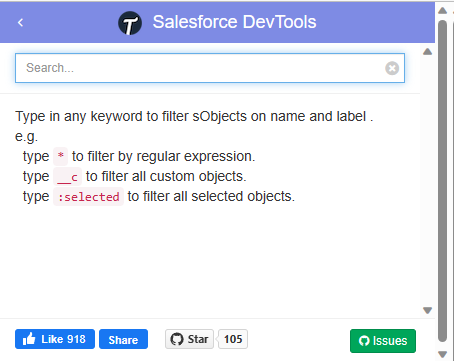 Salesforce DevTools
Search...
Type in any keyword to filter sObjects on name and label .
e.g.
type * to filter by regular expression.
type __c to filter all custom objects.
type :selected to filter all selected objects.
Like 918 Share Star 105 Issues